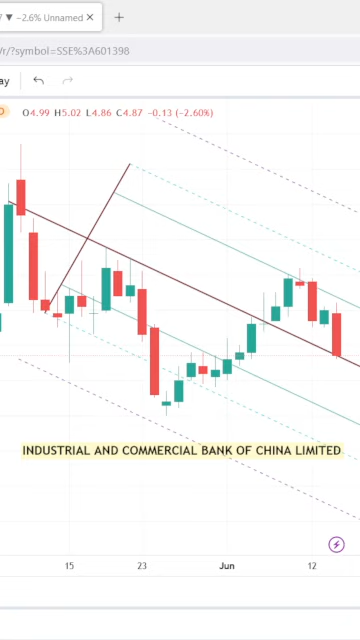 ▼ −2.6% Unnamed ✕ +
/?symbol=SSE%3A601398
ay
O4.99 H5.02 L4.86 C4.87 −0.13 (−2.60%)
INDUSTRIAL AND COMMERCIAL BANK OF CHINA LIMITED
15 23 Jun 12